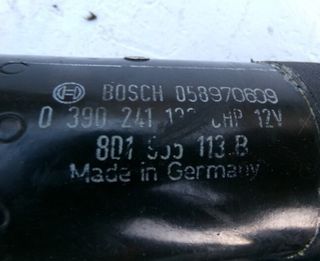 BOSCH 058970609
0 390 241 CHP 12V
8D1 113 B
Made in Germany